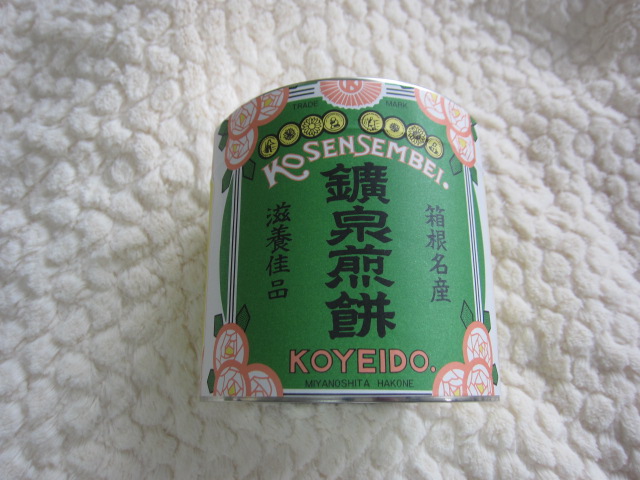 TRADE MARK
KOSENSEMBEI.
箱根名産
鑛泉煎餅
滋養佳品
KOYEIDO.
MIYANOSHITA HAKONE